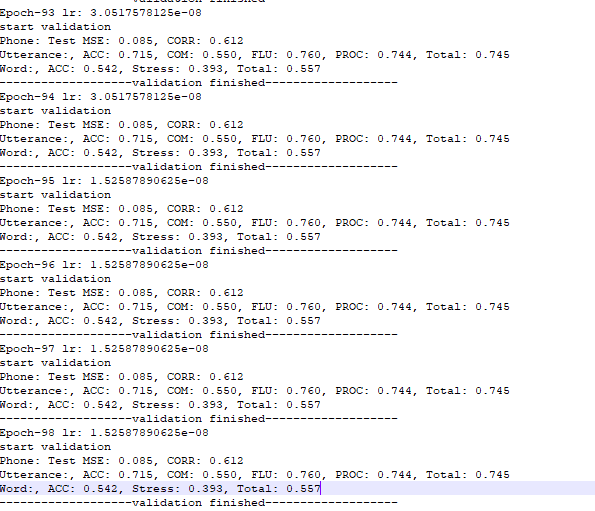 -------------------validation finished-------------------
Epoch-93 lr: 3.0517578125e-08
start validation
Phone: Test MSE: 0.085, CORR: 0.612
Utterance:, ACC: 0.715, COM: 0.550, FLU: 0.760, PROC: 0.744, Total: 0.745
Word:, ACC: 0.542, Stress: 0.393, Total: 0.557
-------------------validation finished-------------------
Epoch-94 lr: 3.0517578125e-08
start validation
Phone: Test MSE: 0.085, CORR: 0.612
Utterance:, ACC: 0.715, COM: 0.550, FLU: 0.760, PROC: 0.744, Total: 0.745
Word:, ACC: 0.542, Stress: 0.393, Total: 0.557
-------------------validation finished-------------------
Epoch-95 lr: 1.52587890625e-08
start validation
Phone: Test MSE: 0.085, CORR: 0.612
Utterance:, ACC: 0.715, COM: 0.550, FLU: 0.760, PROC: 0.744, Total: 0.745
Word:, ACC: 0.542, Stress: 0.393, Total: 0.557
-------------------validation finished-------------------
Epoch-96 lr: 1.52587890625e-08
start validation
Phone: Test MSE: 0.085, CORR: 0.612
Utterance:, ACC: 0.715, COM: 0.550, FLU: 0.760, PROC: 0.744, Total: 0.745
Word:, ACC: 0.542, Stress: 0.393, Total: 0.557
-------------------validation finished-------------------
Epoch-97 lr: 1.52587890625e-08
start validation
Phone: Test MSE: 0.085, CORR: 0.612
Utterance:, ACC: 0.715, COM: 0.550, FLU: 0.760, PROC: 0.744, Total: 0.745
Word:, ACC: 0.542, Stress: 0.393, Total: 0.557
-------------------validation finished-------------------
Epoch-98 lr: 1.52587890625e-08
start validation
Phone: Test MSE: 0.085, CORR: 0.612
Utterance:, ACC: 0.715, COM: 0.550, FLU: 0.760, PROC: 0.744, Total: 0.745
Word:, ACC: 0.542, Stress: 0.393, Total: 0.557
-------------------validation finished-------------------